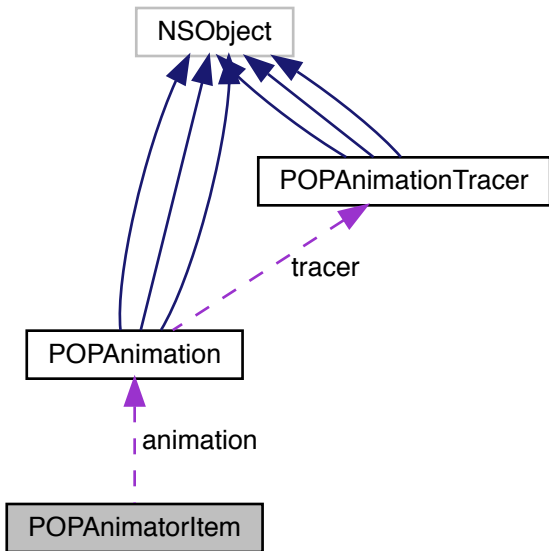 NSObject
POPAnimationTracer
tracer
POPAnimation
animation
POPAnimatorItem